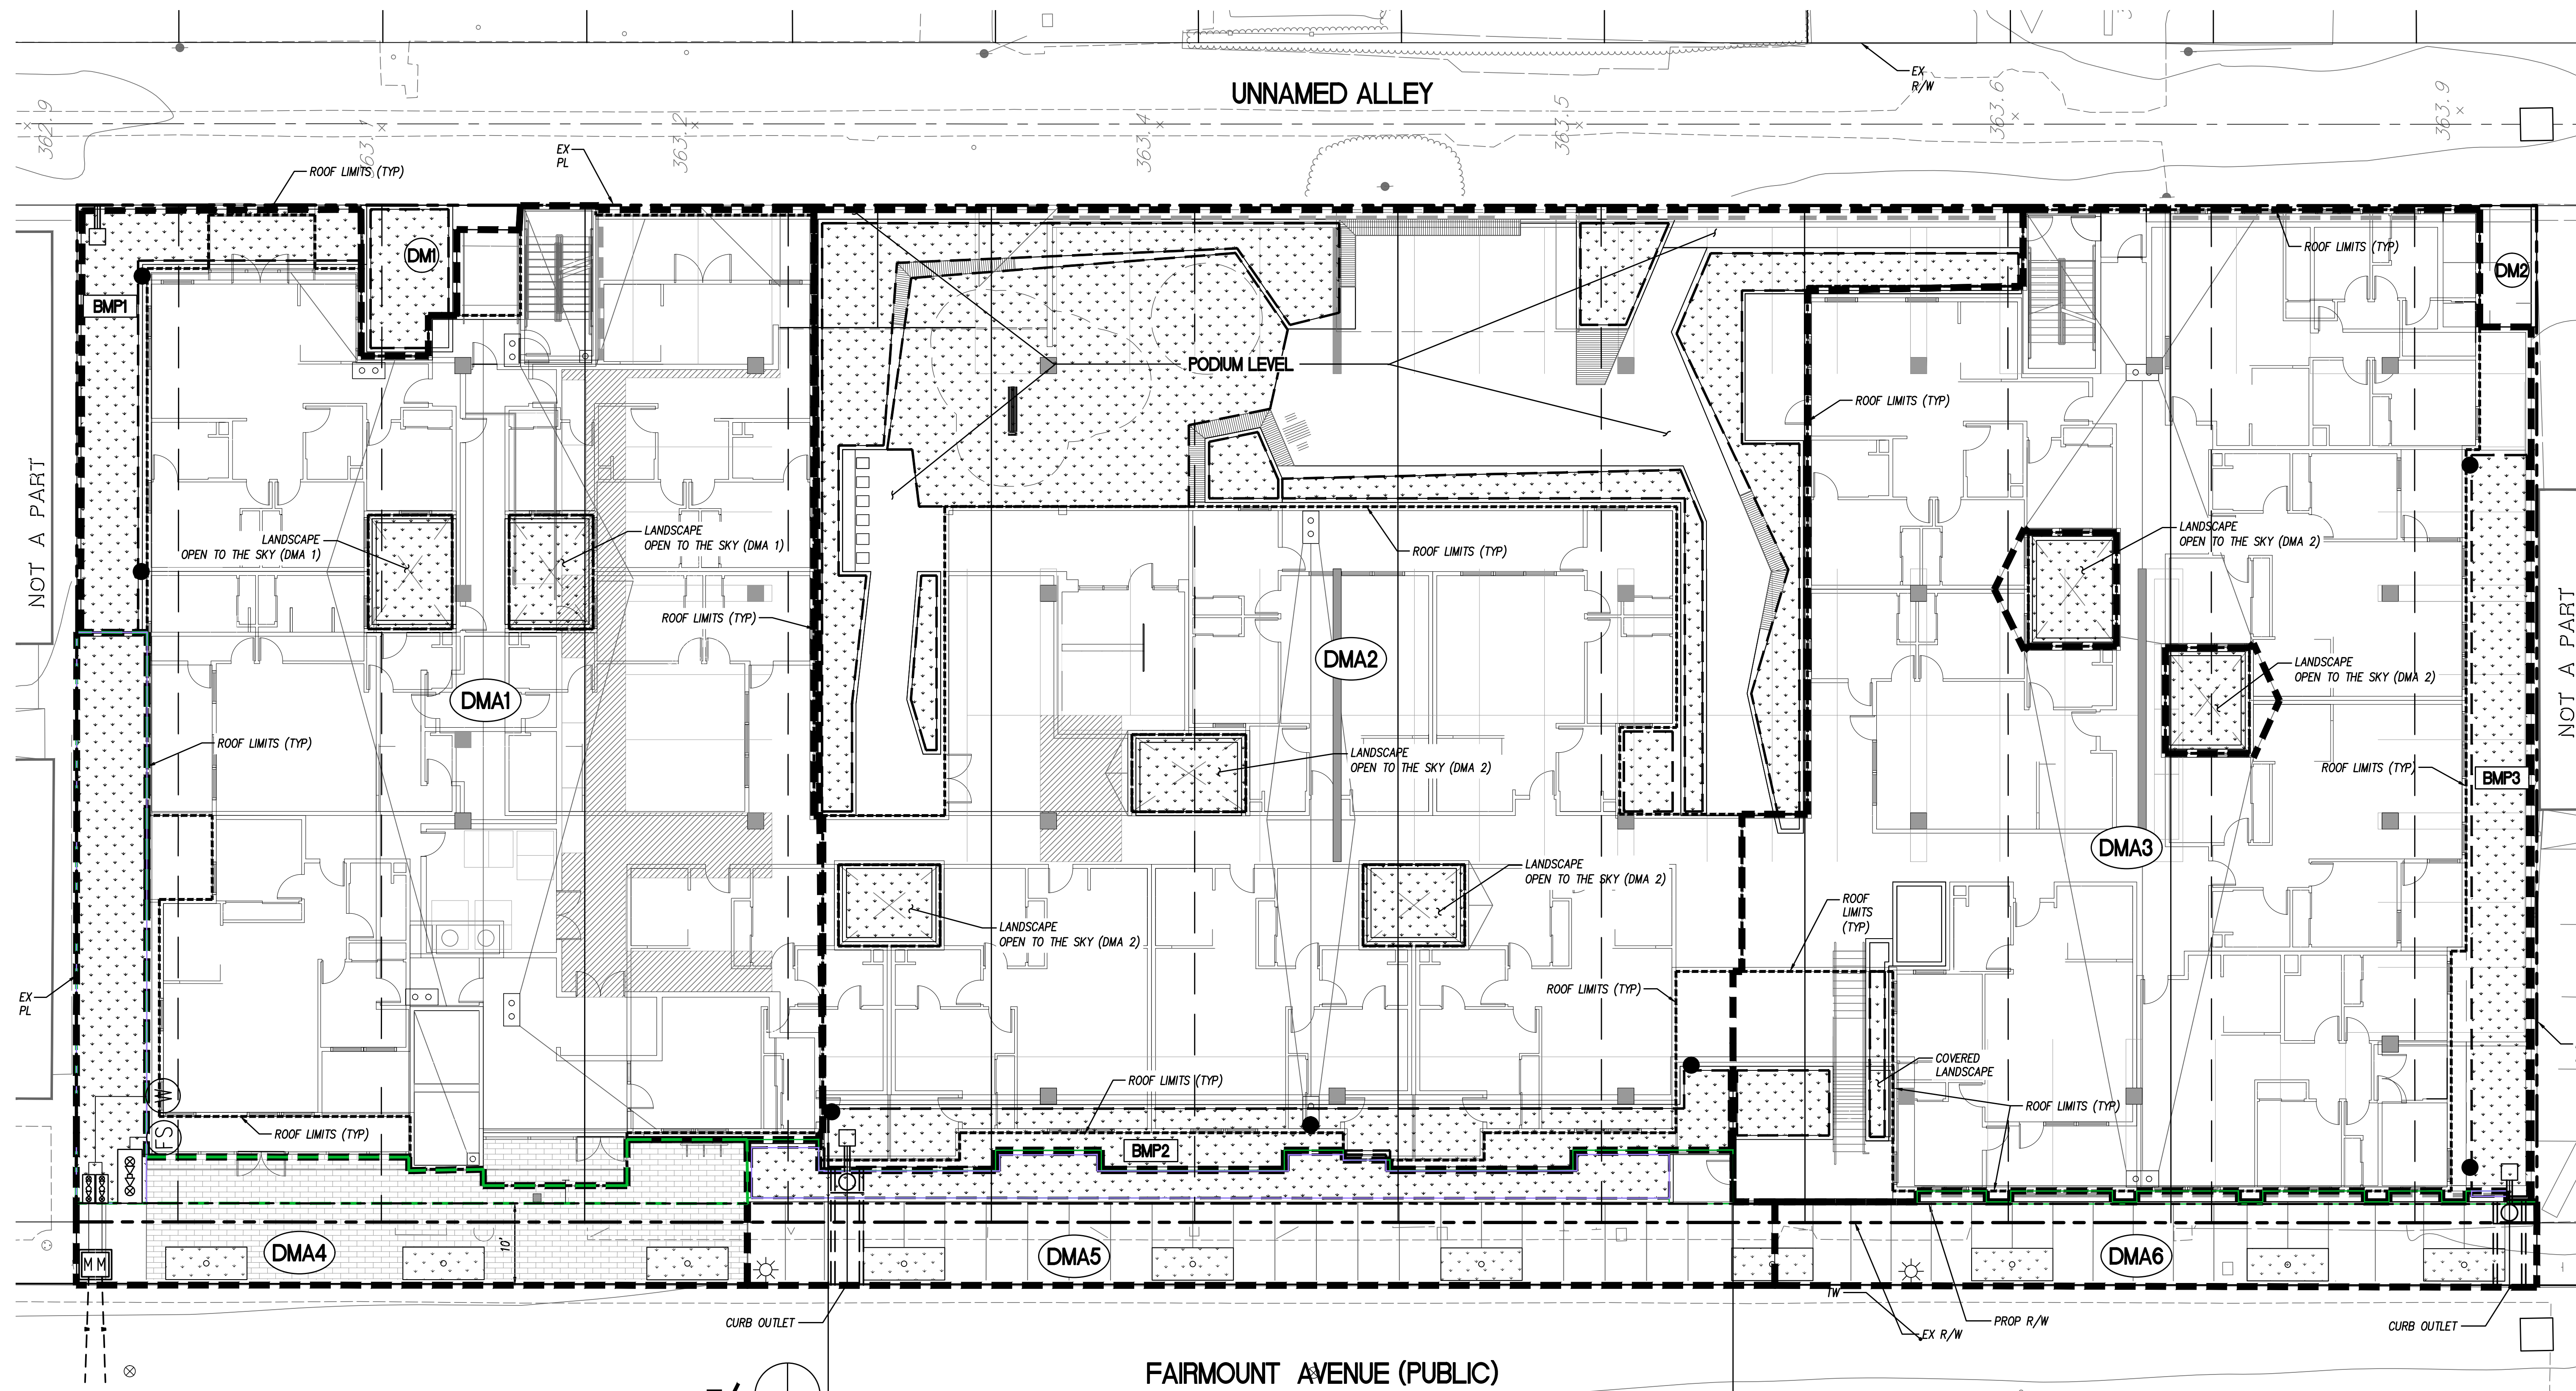 UNNAMED ALLEY
EX
R/W
362.9
363.1
363.2
363.4
363.5
363.6
363.9
EX
PL
ROOF LIMITS (TYP)
DM1
ROOF LIMITS (TYP)
DM2
BMP1
PODIUM LEVEL
ROOF LIMITS (TYP)
NOT A PART
LANDSCAPE
OPEN TO THE SKY (DMA 1)
LANDSCAPE
OPEN TO THE SKY (DMA 1)
ROOF LIMITS (TYP)
LANDSCAPE
OPEN TO THE SKY (DMA 2)
NOT A PART
ROOF LIMITS (TYP)
DMA2
LANDSCAPE
OPEN TO THE SKY (DMA 2)
DMA1
ROOF LIMITS (TYP)
LANDSCAPE
OPEN TO THE SKY (DMA 2)
ROOF LIMITS (TYP)
BMP3
DMA3
LANDSCAPE
OPEN TO THE SKY (DMA 2)
LANDSCAPE
OPEN TO THE SKY (DMA 2)
ROOF
LIMITS
(TYP)
EX
PL
ROOF LIMITS (TYP)
COVERED
LANDSCAPE
W
ROOF LIMITS (TYP)
ROOF LIMITS (TYP)
FS
ROOF LIMITS (TYP)
BMP2
10'
DMA4
DMA5
DMA6
M M
TW
CURB OUTLET
EX R/W
PROP R/W
CURB OUTLET
FAIRMOUNT AVENUE (PUBLIC)